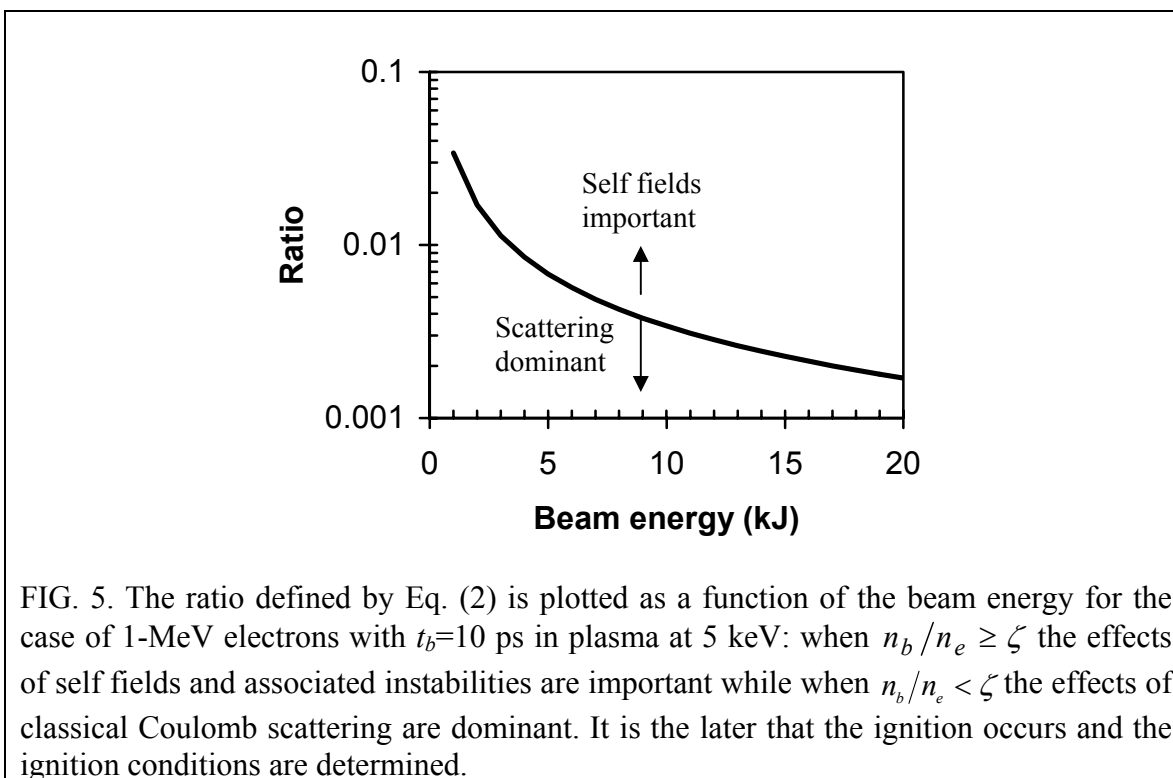 0.1
Self fields
important
Ratio
0.01
Scattering
dominant
0.001
0 5 10 15 20
Beam energy (kJ)
FIG. 5. The ratio defined by Eq. (2) is plotted as a function of the beam energy for the
case of 1-MeV electrons with t_b=10 ps in plasma at 5 keV: when n_b/n_e ≥ ζ the effects
of self fields and associated instabilities are important while when n_b/n_e < ζ the effects of
classical Coulomb scattering are dominant. It is the later that the ignition occurs and the
ignition conditions are determined.